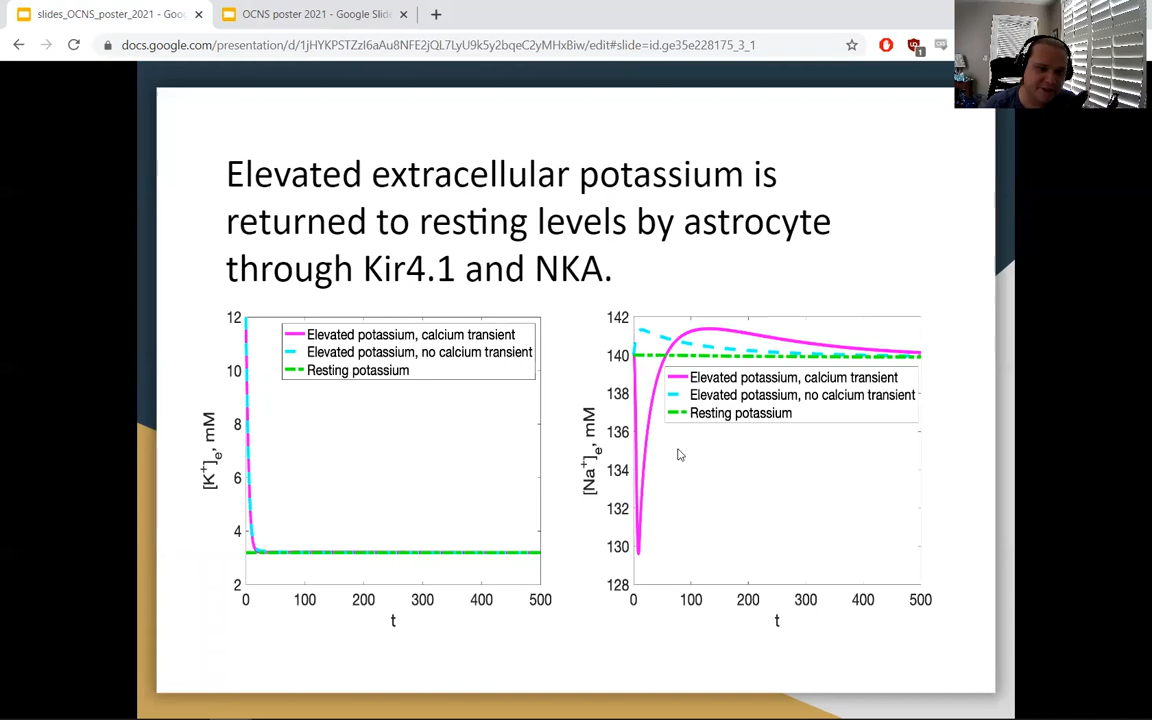 slides_OCNS_poster_2021 - Goog
OCNS poster 2021 - Google Slide
docs.google.com/presentation/d/1jHYKPSTZzI6aAu8NFE2jQL7LyU9k5y2bqeC2yMHxBiw/edit#slide=id.ge35e228175_3_1
1
Elevated extracellular potassium is
returned to resting levels by astrocyte
through Kir4.1 and NKA.
12
10
8
6
4
2
[K+]e, mM
Elevated potassium, calcium transient
Elevated potassium, no calcium transient
Resting potassium
0 100 200 300 400 500
t
142
140
138
136
134
132
130
128
[Na+]e, mM
Elevated potassium, calcium transient
Elevated potassium, no calcium transient
Resting potassium
0 100 200 300 400 500
t